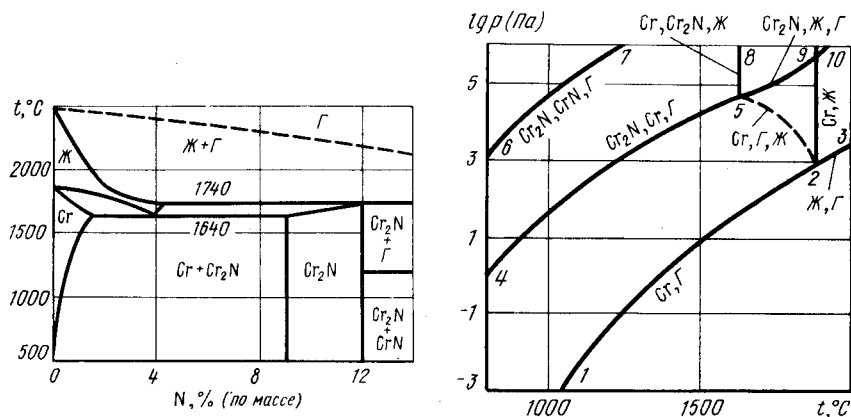 t,°C
2000
1500
1000
500
0
4
8
12
N, % (по массе)
Ж
Ж+Г
Г
1740
1640
Cr
Cr+Cr₂N
Cr₂N
Cr₂N
+
Г
Cr₂N
+
CrN
lg p (Па)
5
3
1
-1
-3
1000
1500
t,°C
Cr, Cr₂N, Ж
Cr₂N, Ж, Г
7
8
9
10
6
Cr₂N, CrN, Г
5
Cr₂N, Cr, Г
Cr, Г, Ж
Cr, Ж
3
2
Ж, Г
4
Cr, Г
1